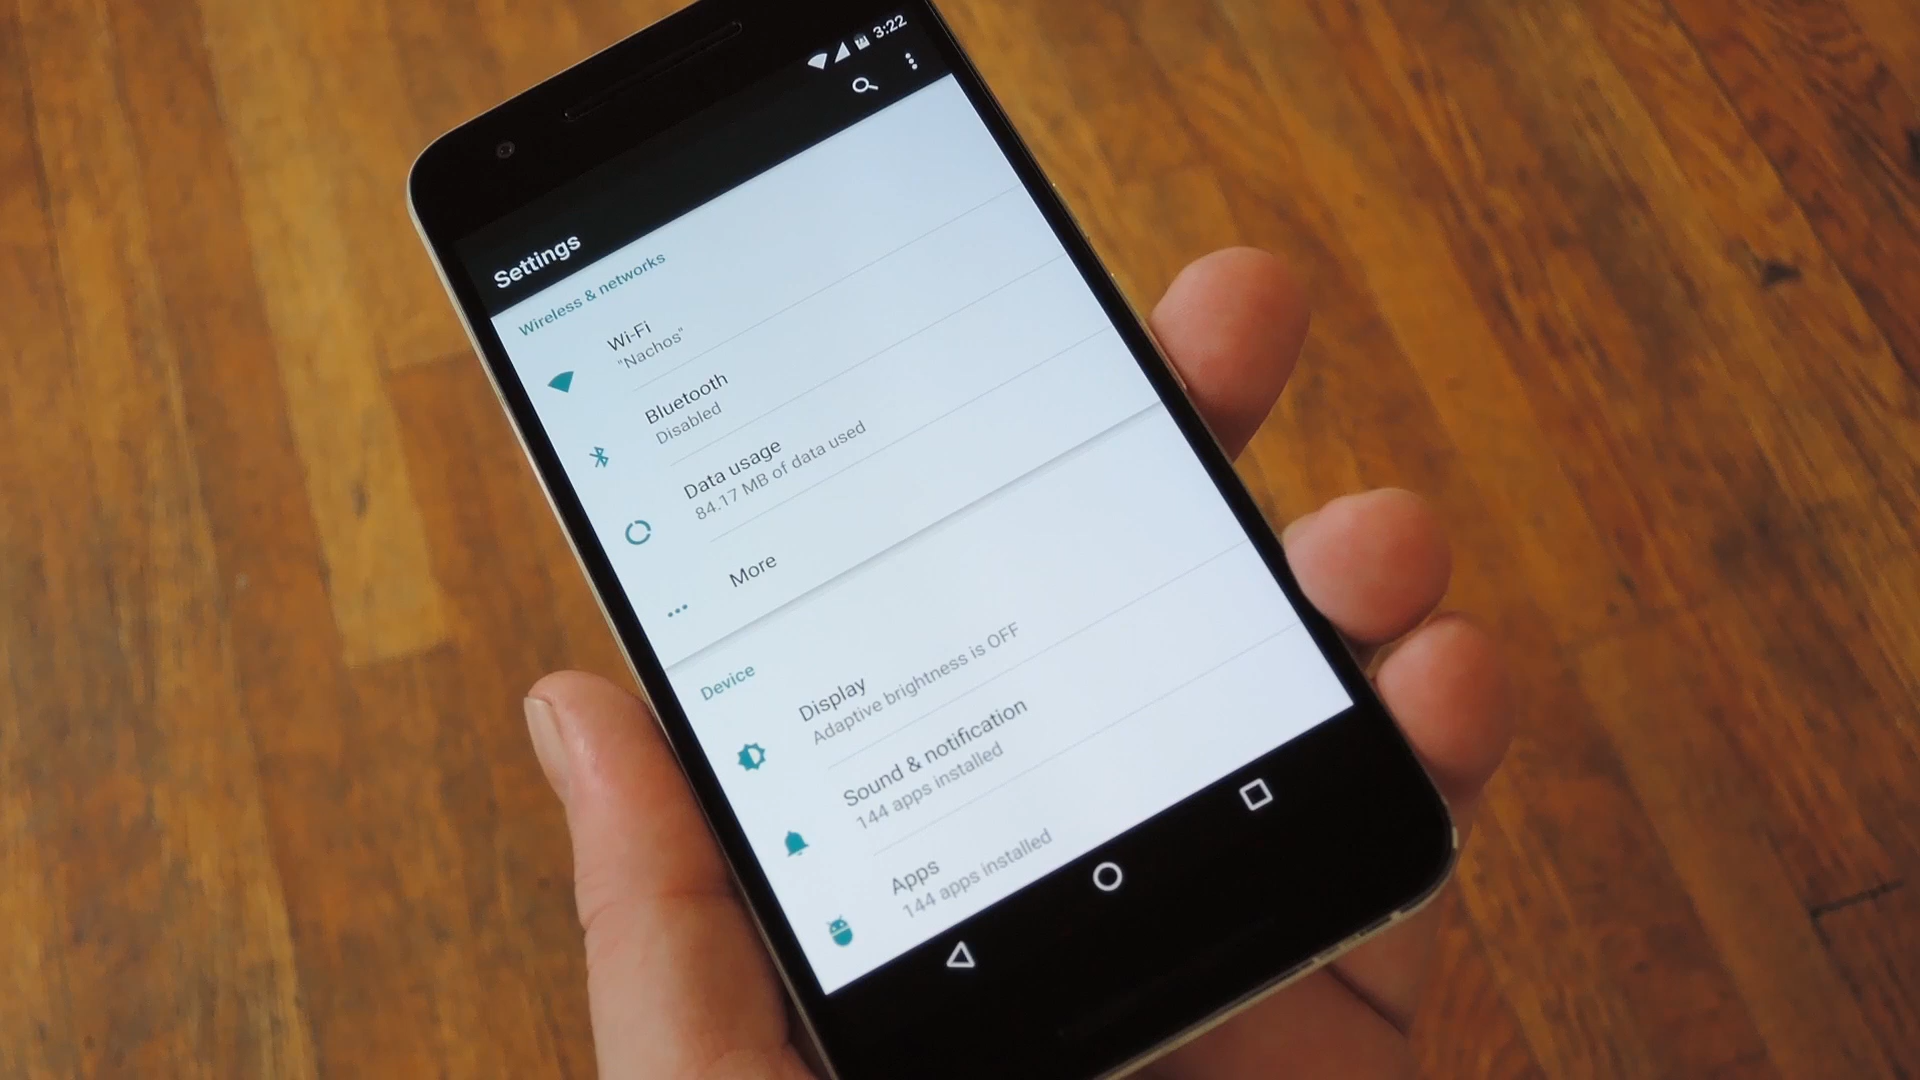 3:22
Settings
Wireless & networks
Wi-Fi
"Nachos"
Bluetooth
Disabled
Data usage
84.17 MB of data used
More
Device
Display
Adaptive brightness is OFF
Sound & notification
144 apps installed
Apps
144 apps installed